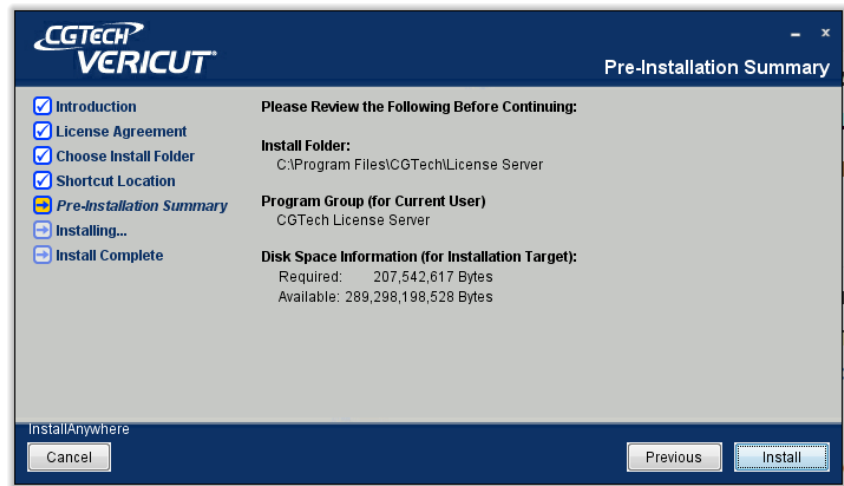 CGTECH
VERICUT
Pre-Installation Summary
Introduction
License Agreement
Choose Install Folder
Shortcut Location
Pre-Installation Summary
Installing...
Install Complete
Please Review the Following Before Continuing:
Install Folder:
C:\Program Files\CGTech\License Server
Program Group (for Current User)
CGTech License Server
Disk Space Information (for Installation Target):
Required: 207,542,617 Bytes
Available: 289,298,198,528 Bytes
InstallAnywhere
Cancel
Previous
Install